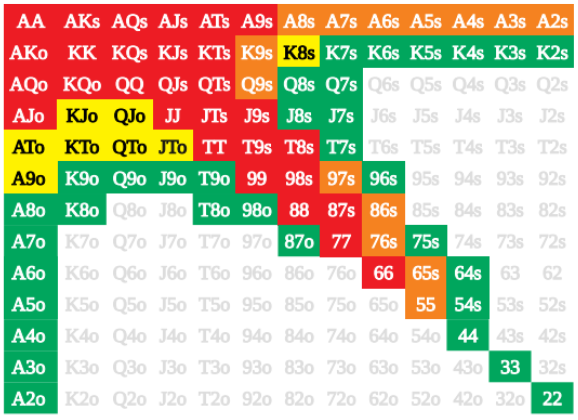 AA AKs AQs AJs ATs A9s A8s A7s A6s A5s A4s A3s A2s
AKo KK KQs KJs KTs K9s K8s K7s K6s K5s K4s K3s K2s
AQo KQo QQ QJs QTs Q9s Q8s Q7s Q6s Q5s Q4s Q3s Q2s
AJo KJo QJo JJ JTs J9s J8s J7s J6s J5s J4s J3s J2s
ATo KTo QTo JTo TT T9s T8s T7s T6s T5s T4s T3s T2s
A9o K9o Q9o J9o T9o 99 98s 97s 96s 95s 94s 93s 92s
A8o K8o Q8o J8o T8o 98o 88 87s 86s 85s 84s 83s 82s
A7o K7o Q7o J7o T7o 97o 87o 77 76s 75s 74s 73s 72s
A6o K6o Q6o J6o T6o 96o 86o 76o 66 65s 64s 63 62
A5o K5o Q5o J5o T5o 95o 85o 75o 65o 55 54s 53s 52s
A4o K4o Q4o J4o T4o 94o 84o 74o 64o 54o 44 43s 42s
A3o K3o Q3o J3o T3o 93o 83o 73o 63o 53o 43o 33 32s
A2o K2o Q2o J2o T2o 92o 82o 72o 62o 52o 42o 32o 22